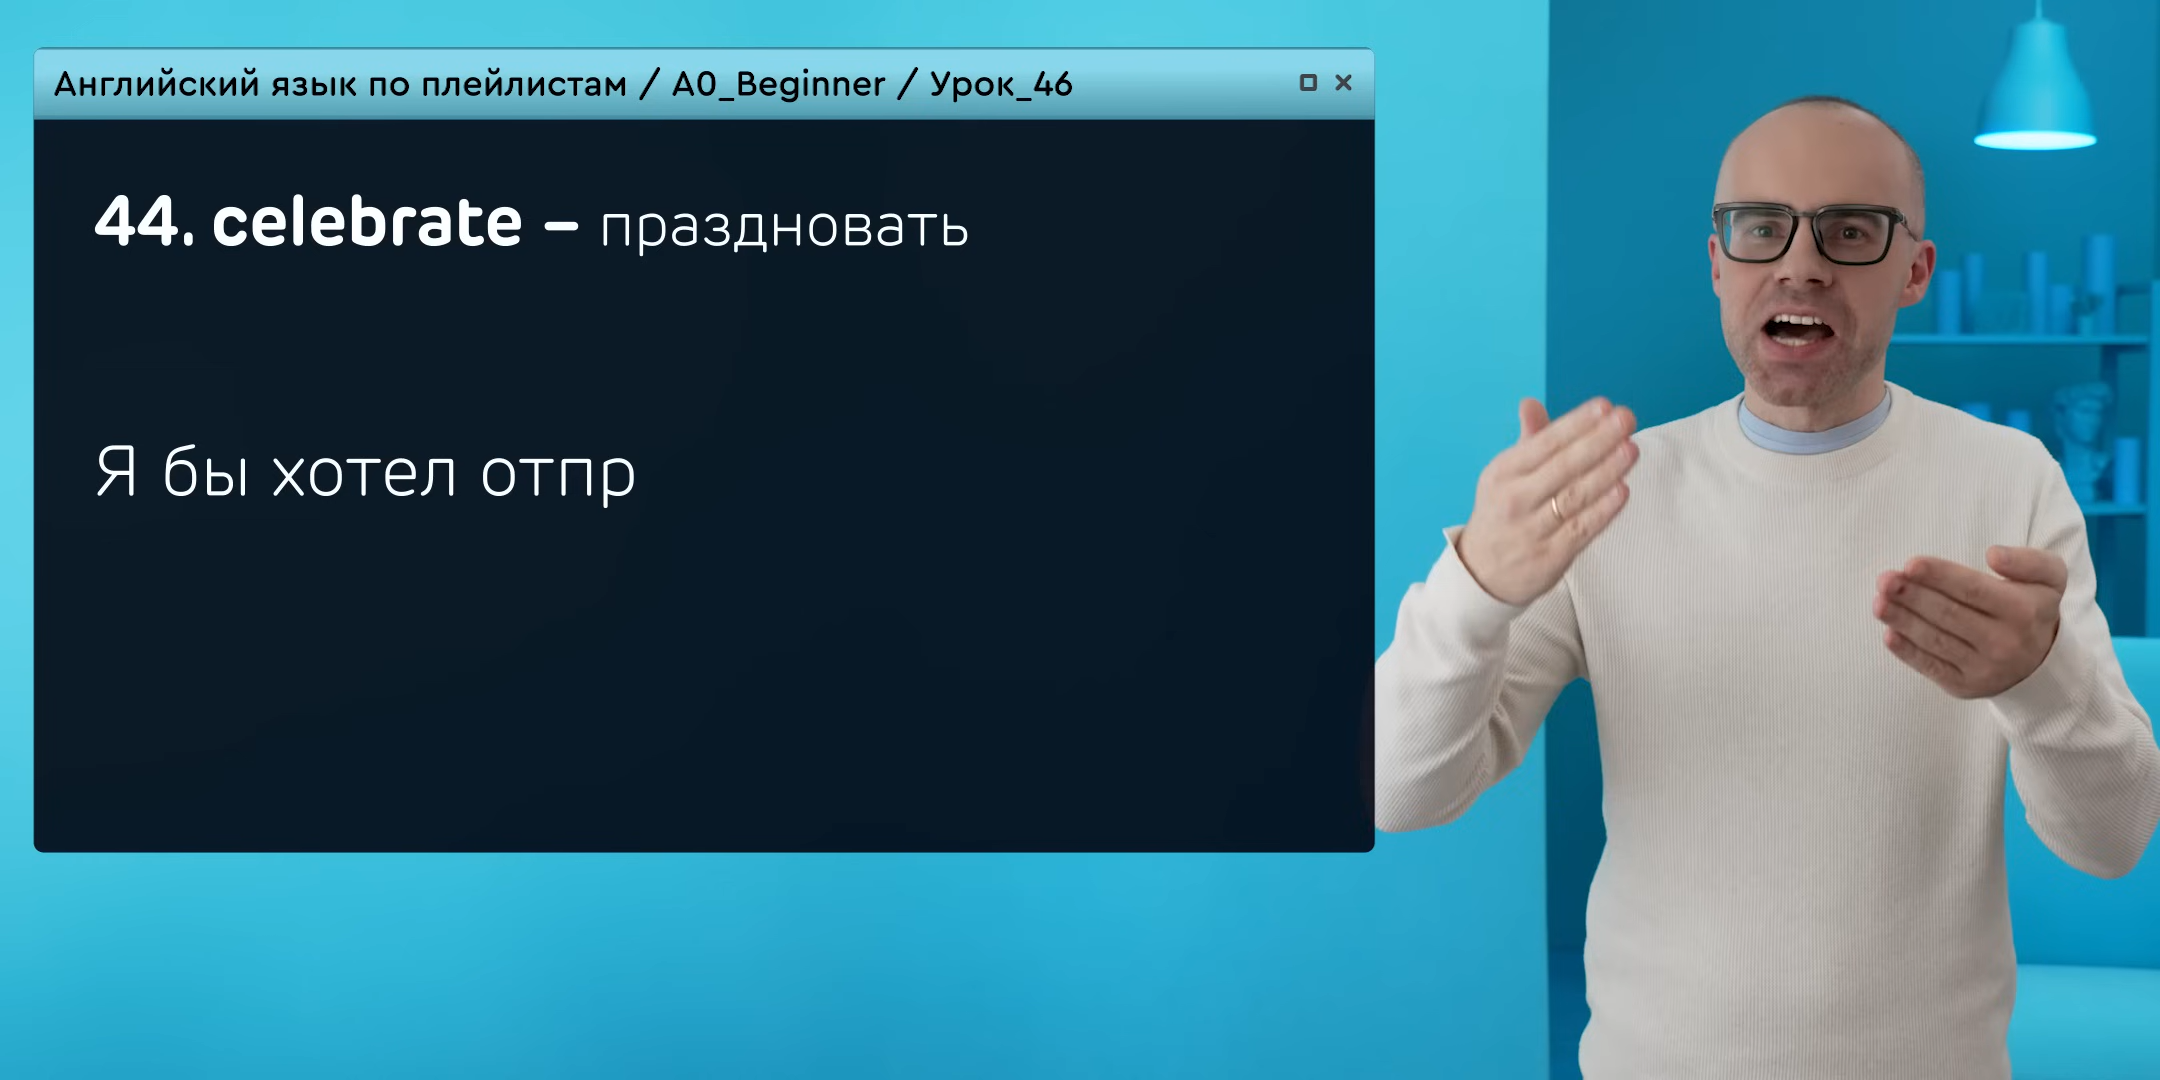 Английский язык по плейлистам / A0_Beginner / Урок_46
44. celebrate – праздновать
Я бы хотел отпр